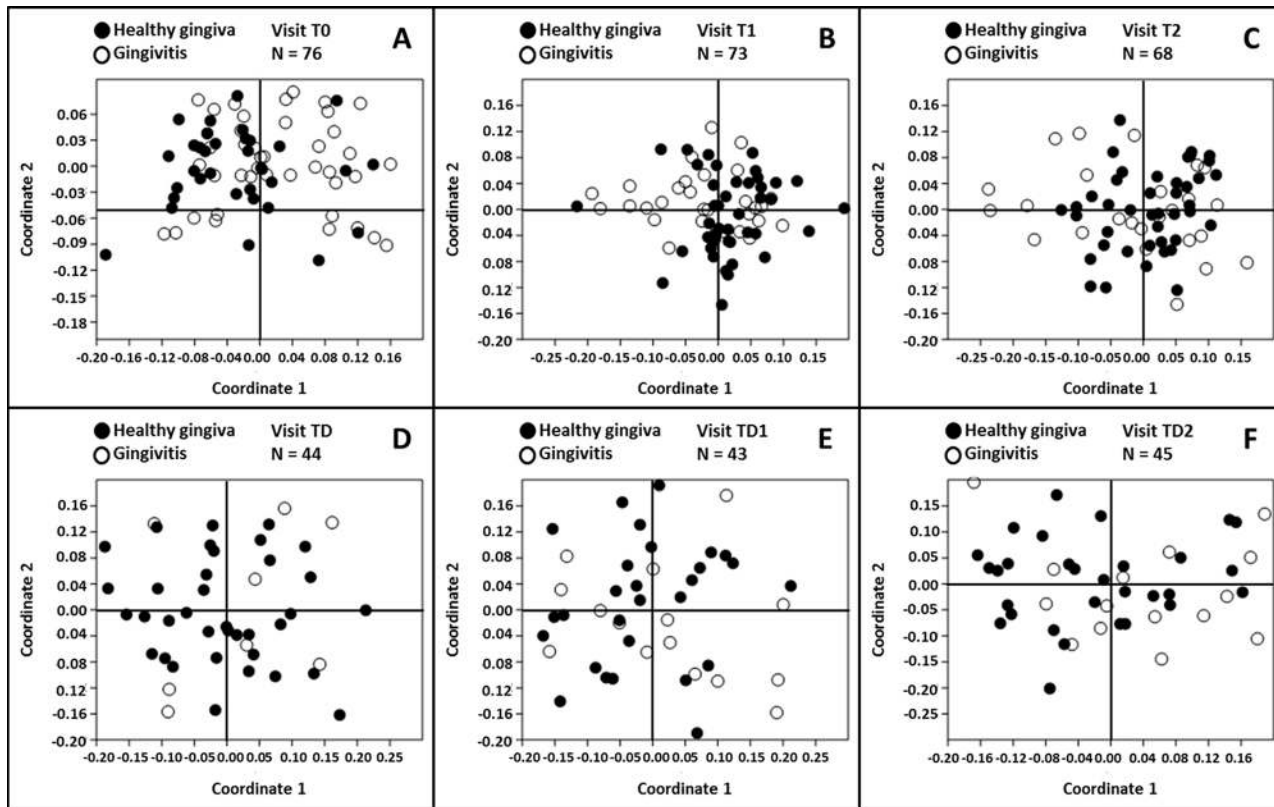 Healthy gingiva Visit T0 A
Gingivitis N = 76
0.06
0.03
0.00
-0.03
-0.06
-0.09
-0.12
-0.15
-0.18
Coordinate 2
-0.20 -0.16 -0.12 -0.08 -0.04 0.00 0.04 0.08 0.12 0.16
Coordinate 1
Healthy gingiva Visit T1 B
Gingivitis N = 73
0.16
0.12
0.08
0.04
0.00
0.04
0.08
0.12
0.16
-0.20
Coordinate 2
-0.25 -0.20 -0.15 -0.10 -0.05 0.00 0.05 0.10 0.15
Coordinate 1
Healthy gingiva Visit T2 C
Gingivitis N = 68
0.16
0.12
0.08
0.04
0.00
0.04
0.08
0.12
-0.16
-0.20
Coordinate 2
-0.25 -0.20 -0.15 -0.10 -0.05 0.00 0.05 0.10 0.15
Coordinate 1
Healthy gingiva Visit TD D
Gingivitis N = 44
0.16
0.12
0.08
0.04
0.00
0.04
0.08
0.12
-0.16
-0.20
Coordinate 2
-0.20 -0.15 -0.10 -0.05 0.00 0.05 0.10 0.15 0.20 0.25
Coordinate 1
Healthy gingiva Visit TD1 E
Gingivitis N = 43
0.16
0.12
0.08
0.04
0.00
0.04
0.08
0.12
-0.16
-0.20
Coordinate 2
-0.20 -0.15 -0.10 -0.05 0.00 0.05 0.10 0.15 0.20 0.25
Coordinate 1
Healthy gingiva Visit TD2 F
Gingivitis N = 45
0.15
0.10
0.05
0.00
-0.05
-0.10
-0.15
-0.20
-0.25
Coordinate 2
-0.20 -0.16 -0.12 -0.08 -0.04 0.00 0.04 0.08 0.12 0.16
Coordinate 1